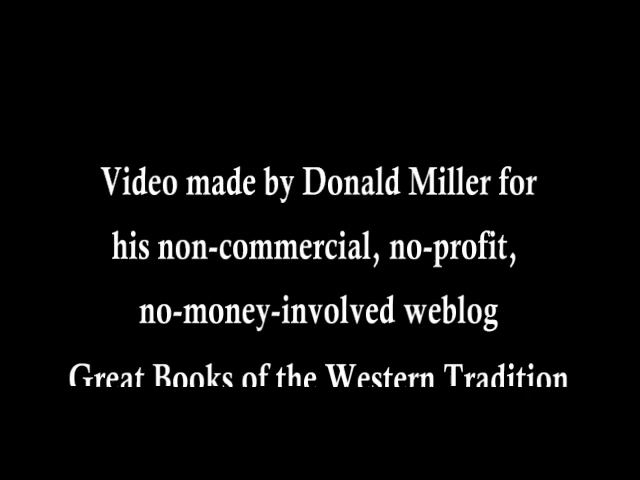 Video made by Donald Miller for
his non-commercial, no-profit,
no-money-involved weblog
Great Books of the Western Tradition